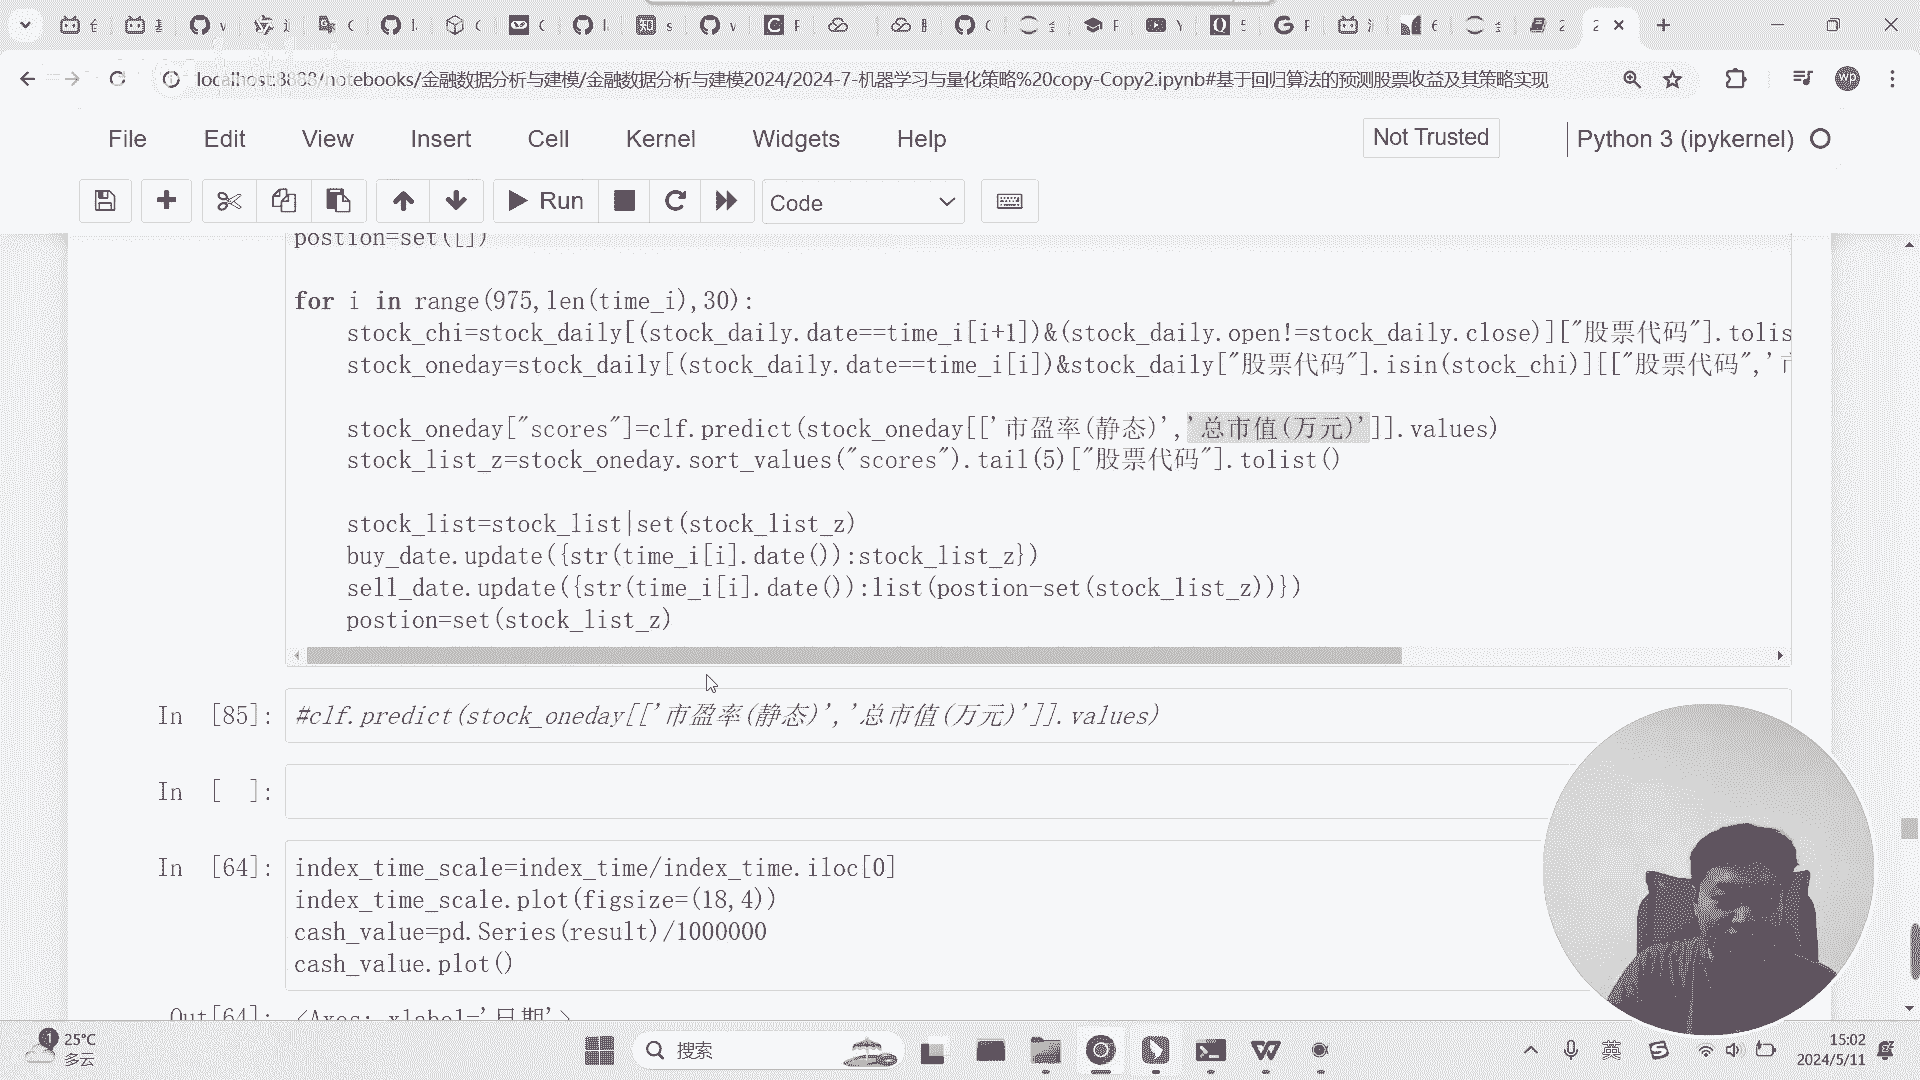 localhost:8888/notebooks/金融数据分析与建模/金融数据分析与建模2024/2024-7-机器学习与量化策略%20copy-Copy2.ipynb#基于回归算法的预测股票收益及其策略实现
wp
File Edit View Insert Cell Kernel Widgets Help
Not Trusted
Python 3 (ipykernel)
Run
Code
postion=set([])
for i in range(975,len(time_i),30):
stock_chi=stock_daily[(stock_daily.date==time_i[i+1])&(stock_daily.open!=stock_daily.close)]["股票代码"].tolis
stock_oneday=stock_daily[(stock_daily.date==time_i[i])&stock_daily["股票代码"].isin(stock_chi)][["股票代码",'市
stock_oneday["scores"]=clf.predict(stock_oneday[['市盈率(静态)','总市值(万元)']].values)
stock_list_z=stock_oneday.sort_values("scores").tail(5)["股票代码"].tolist()
stock_list=stock_list|set(stock_list_z)
buy_date.update({str(time_i[i].date()):stock_list_z})
sell_date.update({str(time_i[i].date()):list(postion-set(stock_list_z))})
postion=set(stock_list_z)
In [85]: #clf.predict(stock_oneday[['市盈率(静态)','总市值(万元)']].values)
In [ ]:
In [64]: index_time_scale=index_time/index_time.iloc[0]
index_time_scale.plot(figsize=(18,4))
cash_value=pd.Series(result)/1000000
cash_value.plot()
Out[64]: <Axes: xlabel='日期'>
1
25°C
多云
搜索
英
15:02
2024/5/11